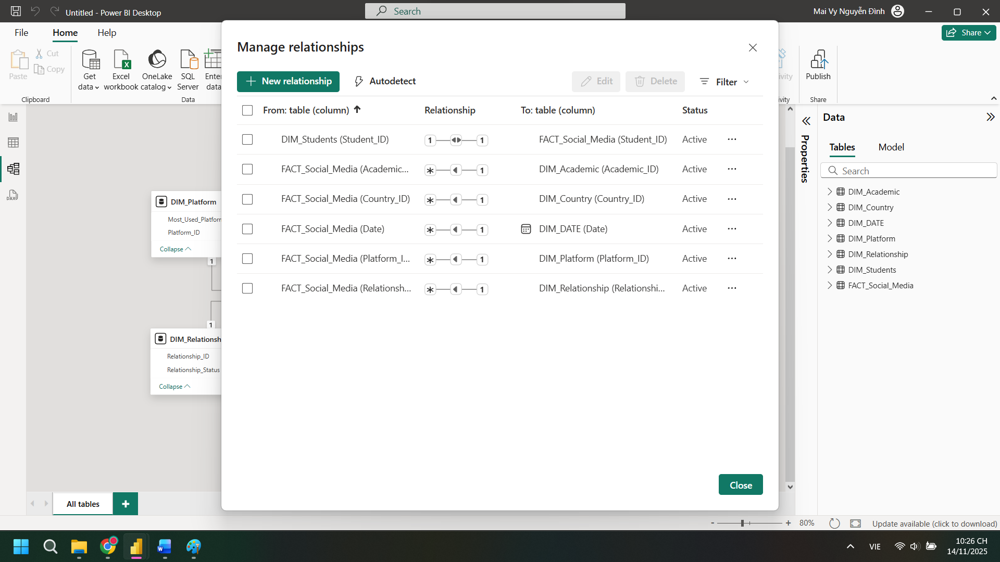 Untitled - Power BI Desktop
Search
Mai Vy Nguyễn Đình
File
Home
Help
Share
Paste
Cut
Copy
Clipboard
Get data
Excel workbook
OneLake catalog
SQL Server
Enter data
Data
Publish
Share
Manage relationships
New relationship
Autodetect
Edit
Delete
Filter
From: table (column)
Relationship
To: table (column)
Status
DIM_Students (Student_ID)
1
1
FACT_Social_Media (Student_ID)
Active
FACT_Social_Media (Academic...
*
1
DIM_Academic (Academic_ID)
Active
FACT_Social_Media (Country_ID)
*
1
DIM_Country (Country_ID)
Active
FACT_Social_Media (Date)
*
1
DIM_DATE (Date)
Active
FACT_Social_Media (Platform_I...
*
1
DIM_Platform (Platform_ID)
Active
FACT_Social_Media (Relationsh...
*
1
DIM_Relationship (Relationshi...
Active
Close
DIM_Platform
Most_Used_Platform
Platform_ID
Collapse
1
1
DIM_Relationsh
Relationship_ID
Relationship_Status
Collapse
DAX
Properties
Data
Tables
Model
Search
DIM_Academic
DIM_Country
DIM_DATE
DIM_Platform
DIM_Relationship
DIM_Students
FACT_Social_Media
All tables
80%
Update available (click to download)
VIE
10:26 CH
14/11/2025